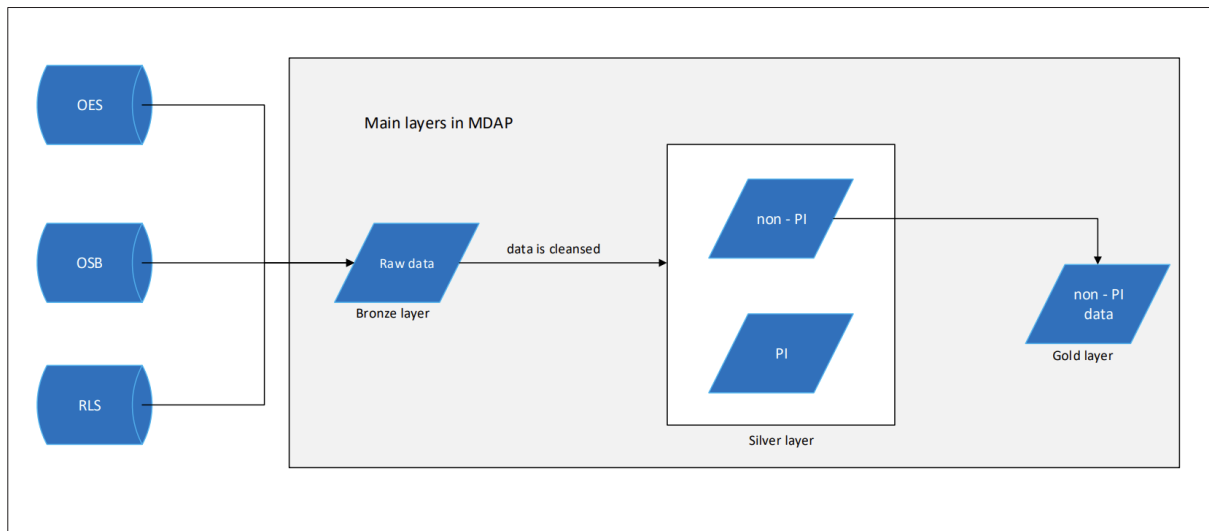 OES
Main layers in MDAP
non - PI
OSB
Raw data
data is cleansed
Bronze layer
non - PI
data
Gold layer
PI
RLS
Silver layer